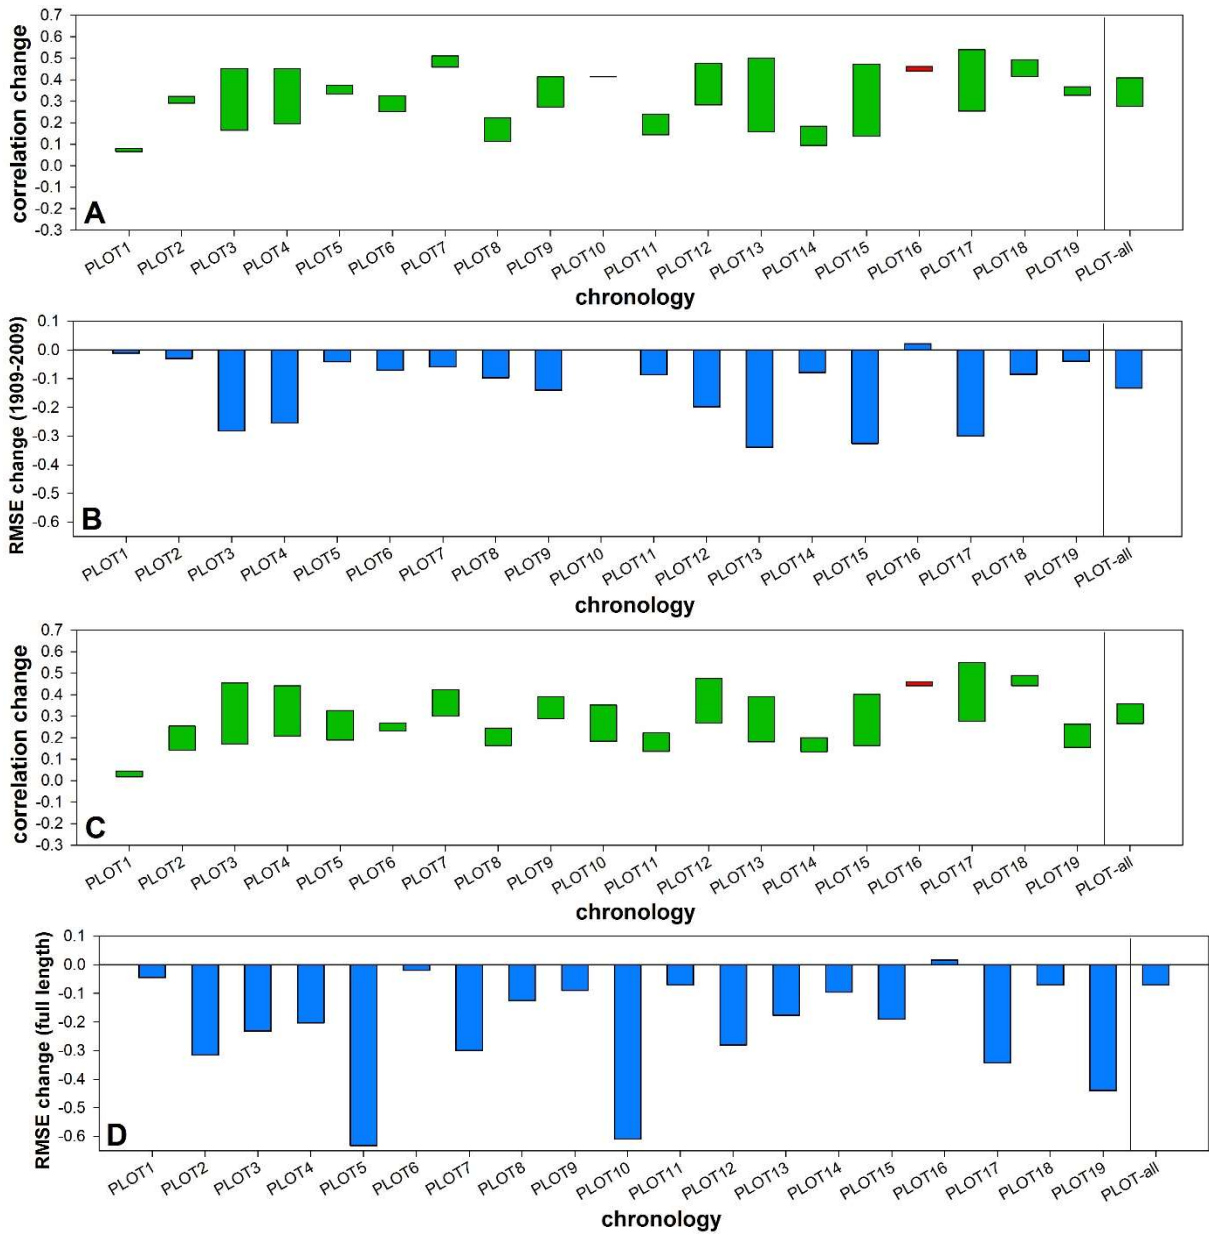 correlation change
0.7
0.6
0.5
0.4
0.3
0.2
0.1
0.0
-0.1
-0.2
-0.3
A
PLOT1 PLOT2 PLOT3 PLOT4 PLOT5 PLOT6 PLOT7 PLOT8 PLOT9 PLOT10 PLOT11 PLOT12 PLOT13 PLOT14 PLOT15 PLOT16 PLOT17 PLOT18 PLOT19 PLOT-all
chronology
RMSE change (1909-2009)
0.1
0.0
-0.1
-0.2
-0.3
-0.4
-0.5
-0.6
B
PLOT1 PLOT2 PLOT3 PLOT4 PLOT5 PLOT6 PLOT7 PLOT8 PLOT9 PLOT10 PLOT11 PLOT12 PLOT13 PLOT14 PLOT15 PLOT16 PLOT17 PLOT18 PLOT19 PLOT-all
chronology
correlation change
0.7
0.6
0.5
0.4
0.3
0.2
0.1
0.0
-0.1
-0.2
-0.3
C
PLOT1 PLOT2 PLOT3 PLOT4 PLOT5 PLOT6 PLOT7 PLOT8 PLOT9 PLOT10 PLOT11 PLOT12 PLOT13 PLOT14 PLOT15 PLOT16 PLOT17 PLOT18 PLOT19 PLOT-all
chronology
RMSE change (full length)
0.1
0.0
-0.1
-0.2
-0.3
-0.4
-0.5
-0.6
D
PLOT1 PLOT2 PLOT3 PLOT4 PLOT5 PLOT6 PLOT7 PLOT8 PLOT9 PLOT10 PLOT11 PLOT12 PLOT13 PLOT14 PLOT15 PLOT16 PLOT17 PLOT18 PLOT19 PLOT-all
chronology